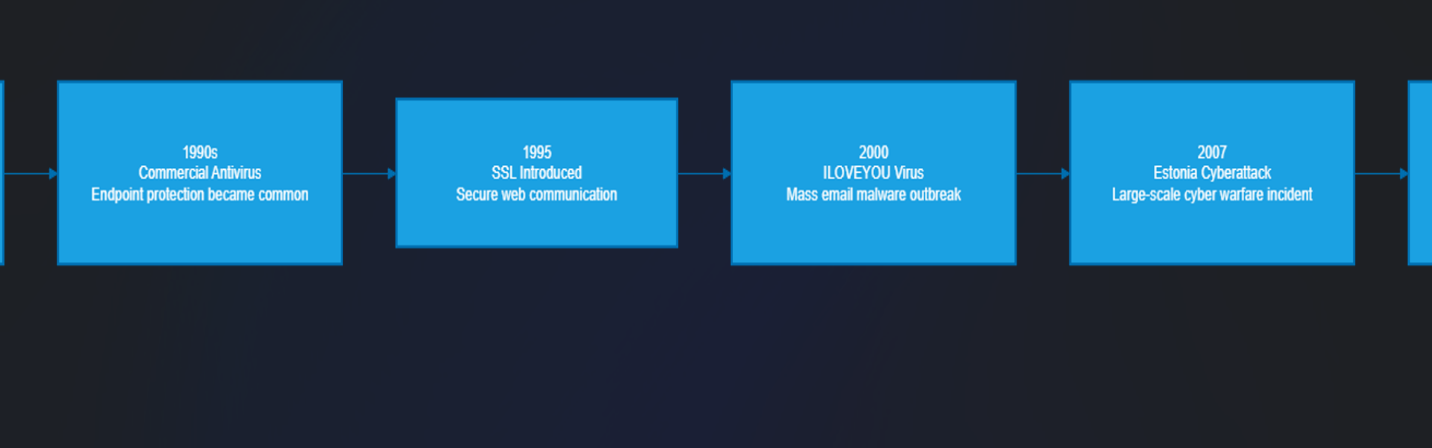 1990s
Commercial Antivirus
Endpoint protection became common
1995
SSL Introduced
Secure web communication
2000
ILOVEYOU Virus
Mass email malware outbreak
2007
Estonia Cyberattack
Large-scale cyber warfare incident